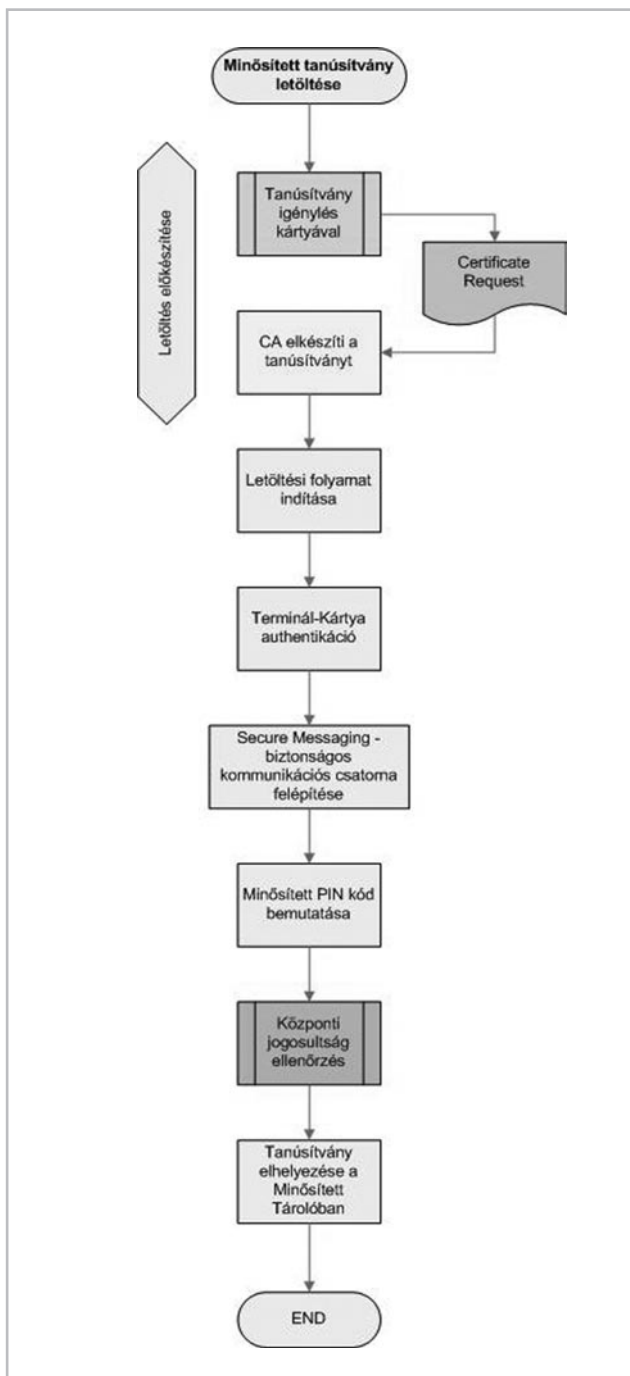 Minősített tanúsítvány
letöltése
Letöltés előkészítése
Tanúsítvány
igénylés
kártyával
Certificate
Request
CA elkészíti a
tanúsítványt
Letöltési folyamat
indítása
Terminál-Kártya
authentikáció
Secure Messaging -
biztonságos
kommunikációs csatorna
felépítése
Minősített PIN kód
bemutatása
Központi
jogosultság
ellenőrzés
Tanúsítvány
elhelyezése a
Minősített
Tárolóban
END